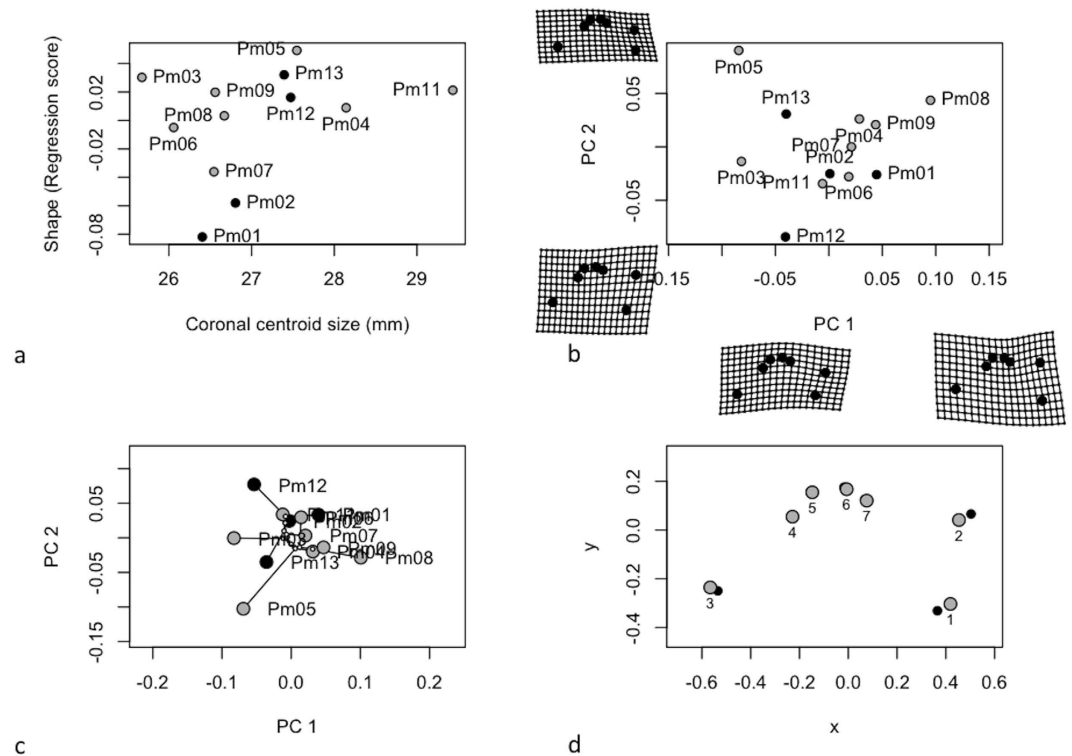 Shape (Regression score)
0.02
-0.02
-0.08
Pm05
Pm13
Pm03
Pm09
Pm11
Pm12
Pm08
Pm04
Pm06
Pm07
Pm02
Pm01
26
27
28
29
Coronal centroid size (mm)
a
PC 2
0.05
-0.05
Pm05
Pm13
Pm08
Pm04
Pm09
Pm07
Pm02
Pm03
Pm11
Pm06
Pm01
Pm12
-0.15
-0.05
0.05
0.10
0.15
PC 1
b
PC 2
0.05
-0.05
-0.15
Pm12
Pm01
Pm02
Pm07
Pm03
Pm09
Pm04
Pm08
Pm13
Pm05
-0.2
-0.1
0.0
0.1
0.2
PC 1
c
y
0.2
0.0
-0.2
-0.4
5
6
7
4
2
3
1
-0.6
-0.4
-0.2
0.0
0.2
0.4
0.6
x
d